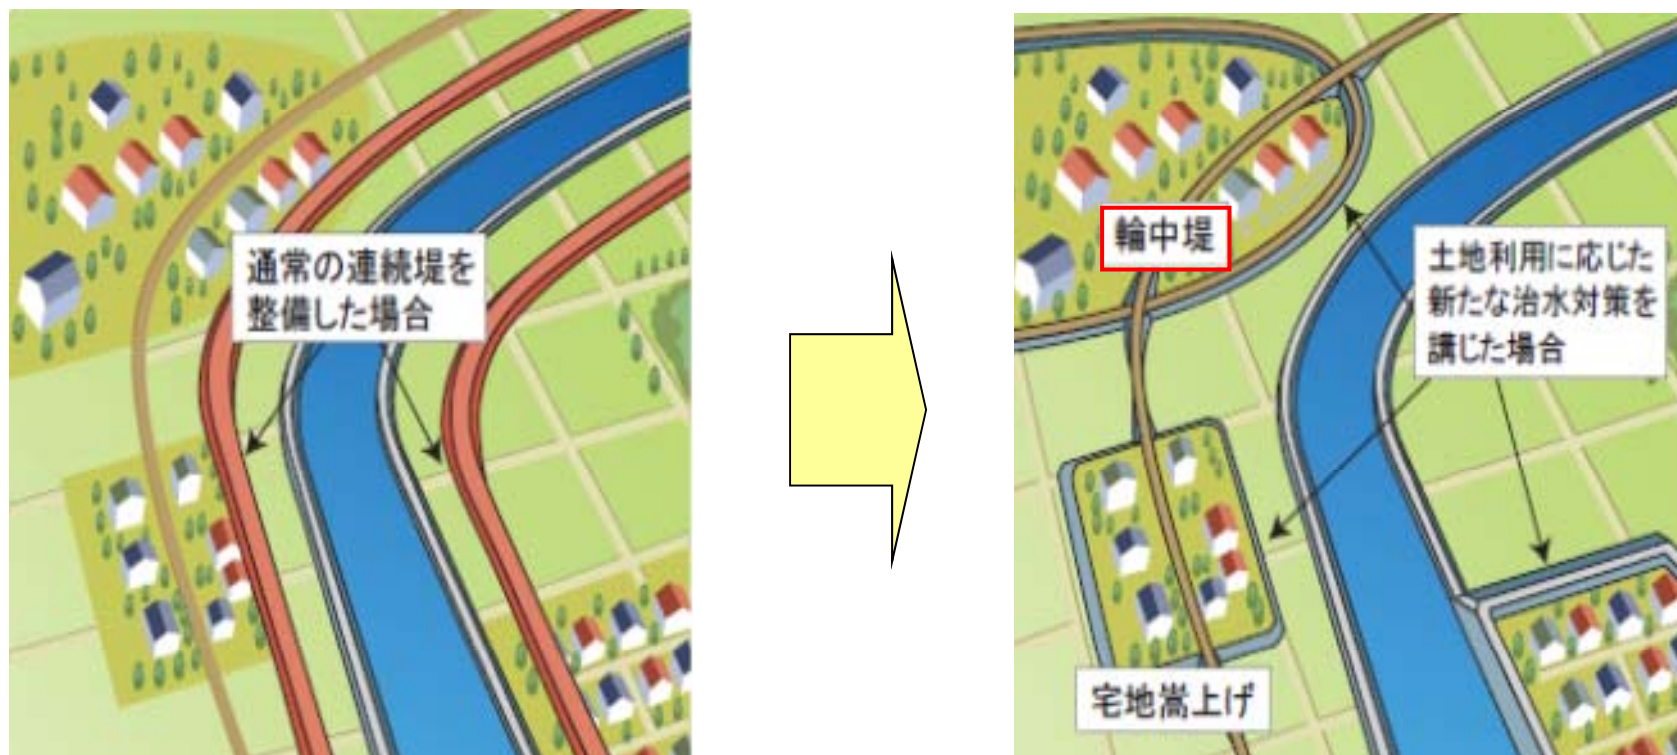 通常の連続堤を
整備した場合
輪中堤
土地利用に応じた
新たな治水対策を
講じた場合
宅地嵩上げ